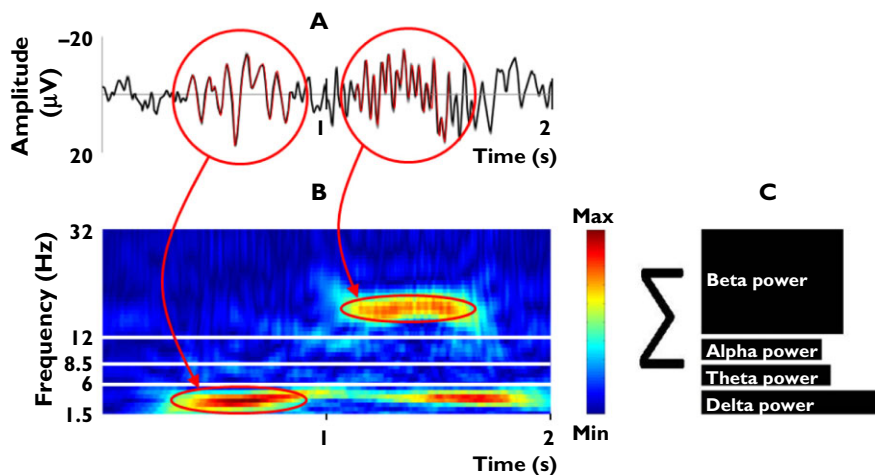 A
Amplitude
(μV)
–20
20
1
2
Time (s)
B
Frequency (Hz)
32
12
8.5
6
1.5
1
2
Time (s)
Max
Min
C
Beta power
Alpha power
Theta power
Delta power